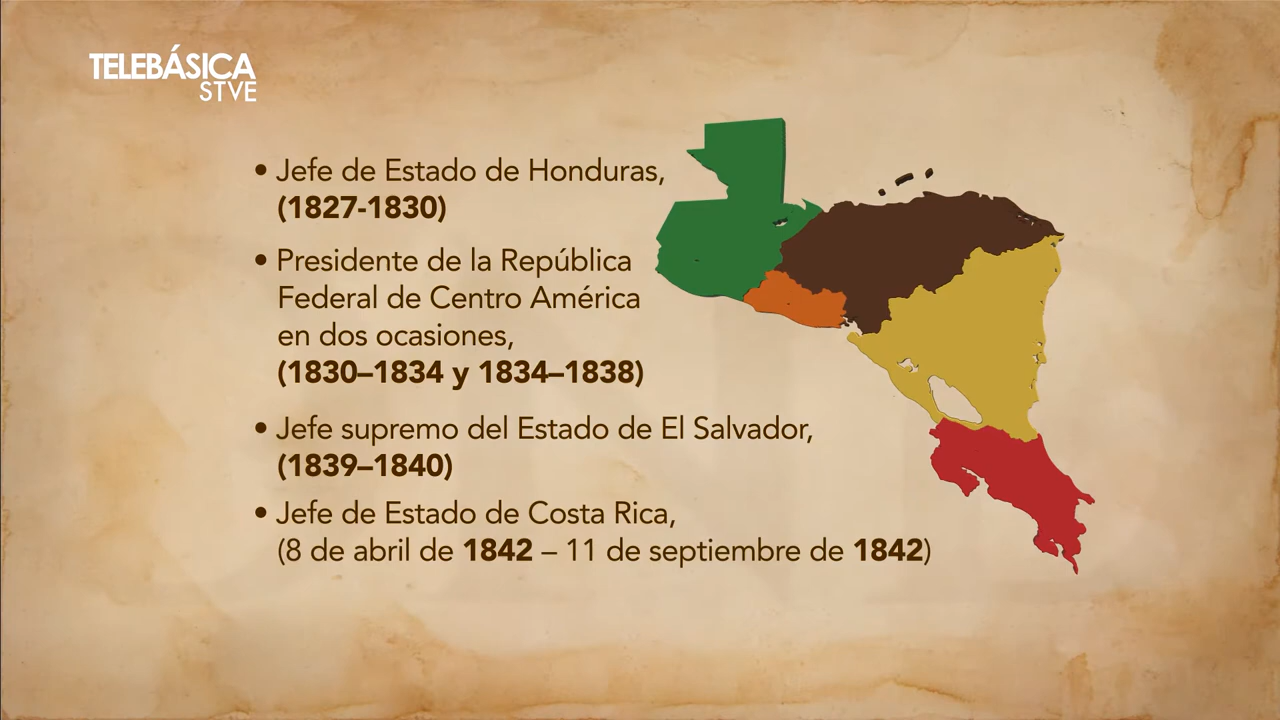 TELEBÁSICA
STVE
• Jefe de Estado de Honduras,
(1827-1830)
• Presidente de la República
Federal de Centro América
en dos ocasiones,
(1830–1834 y 1834–1838)
• Jefe supremo del Estado de El Salvador,
(1839–1840)
• Jefe de Estado de Costa Rica,
(8 de abril de 1842 – 11 de septiembre de 1842)